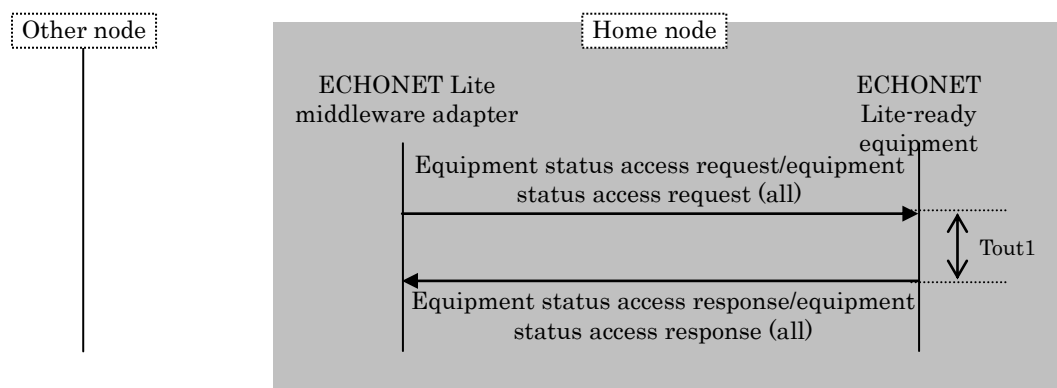 Other node
Home node
ECHONET Lite
middleware adapter
ECHONET
Lite-ready
equipment
Equipment status access request/equipment
status access request (all)
Tout1
Equipment status access response/equipment
status access response (all)